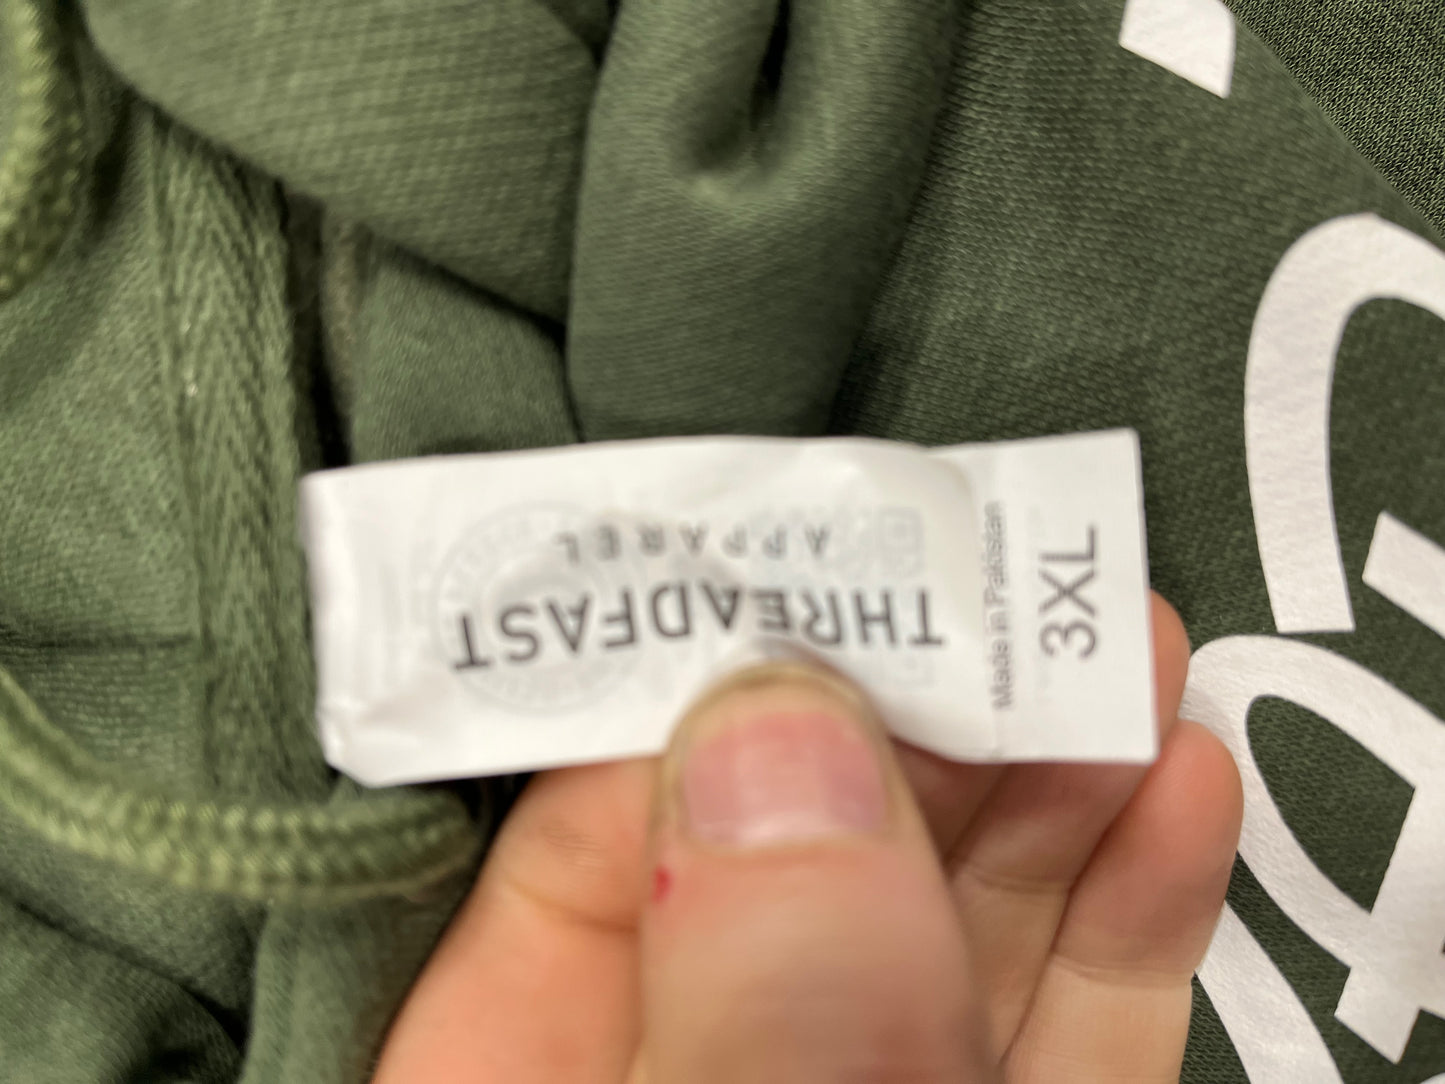 THREADFAST
APPAREL
Made in Pakistan
3XL